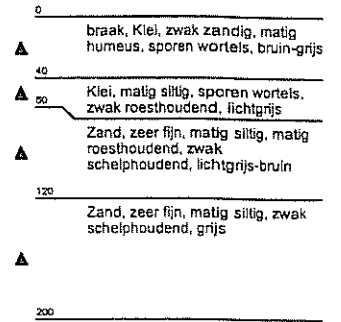 0
braak, Klei, zwak zandig, matig
humeus, sporen wortels, bruin-grijs
40
Klei, matig siltig, sporen wortels,
50
zwak roesthoudend, lichtgrijs
Zand, zeer fijn, matig siltig, matig
roesthoudend, zwak
schelphoudend, lichtgrijs-bruin
120
Zand, zeer fijn, matig siltig, zwak
schelphoudend, grijs
200